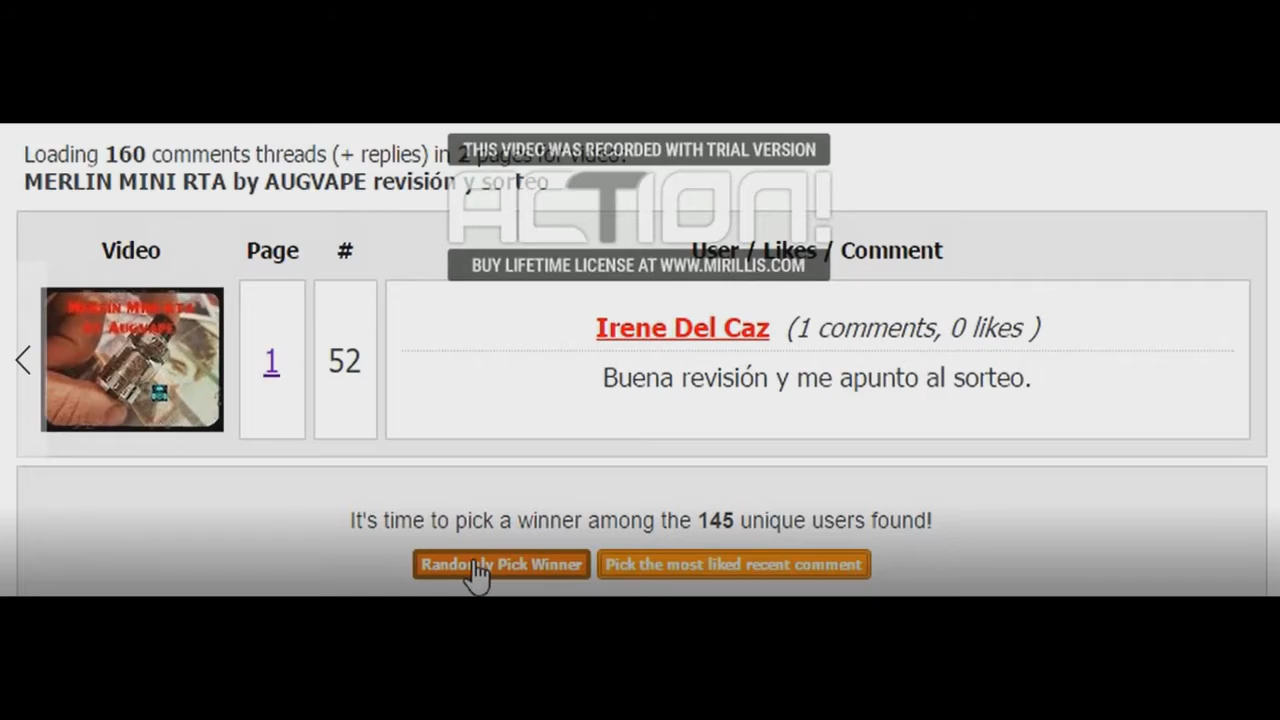 Loading 160 comments threads (+ replies) in 2 pages for video:
THIS VIDEO WAS RECORDED WITH TRIAL VERSION
MERLIN MINI RTA by AUGVAPE revisión y sorteo
ACTION!
Video Page # User / Likes / Comment
BUY LIFETIME LICENSE AT WWW.MIRILLIS.COM
MERLIN MINI RTA
BY AUGVAPE
1 52
Irene Del Caz (1 comments, 0 likes )
Buena revisión y me apunto al sorteo.
It's time to pick a winner among the 145 unique users found!
Randomly Pick Winner Pick the most liked recent comment